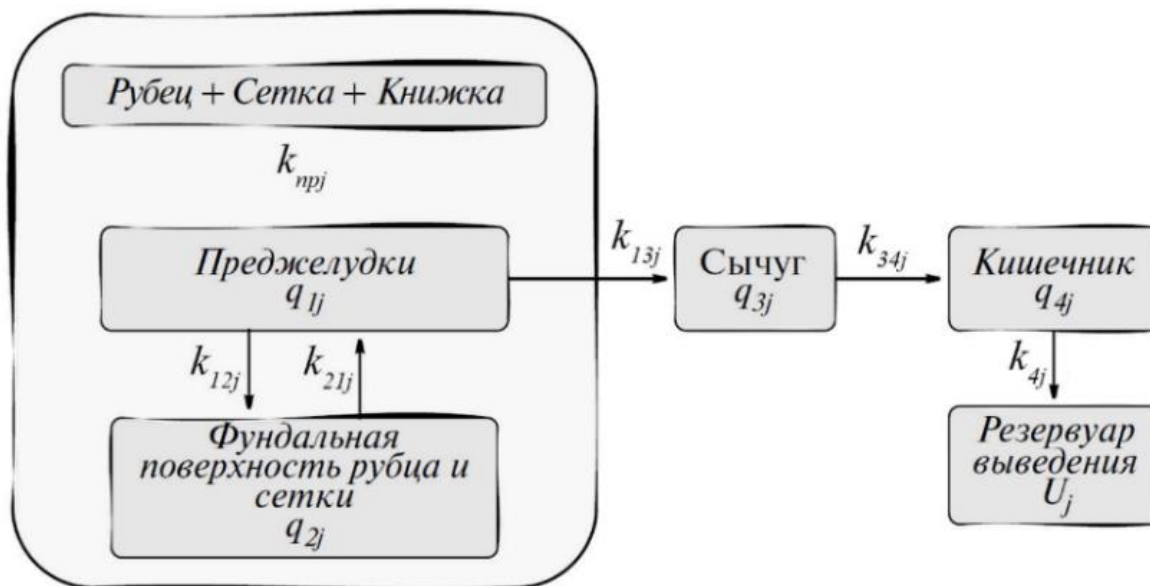 Рубец + Сетка + Книжка
k_прj
Преджелудки
q_1j
k_13j
Сычуг
q_3j
k_34j
Кишечник
q_4j
k_12j
k_21j
k_4j
Фундальная
поверхность рубца и
сетки
q_2j
Резервуар
выведения
U_j